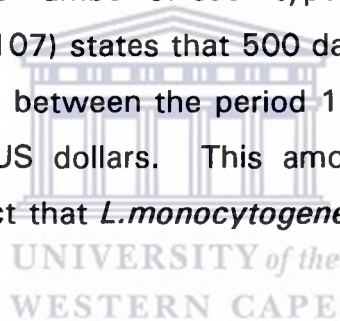 107) states that 500 da
between the period 1
US dollars. This amo
ct that L.monocytogene
UNIVERSITY of the
WESTERN CAPE